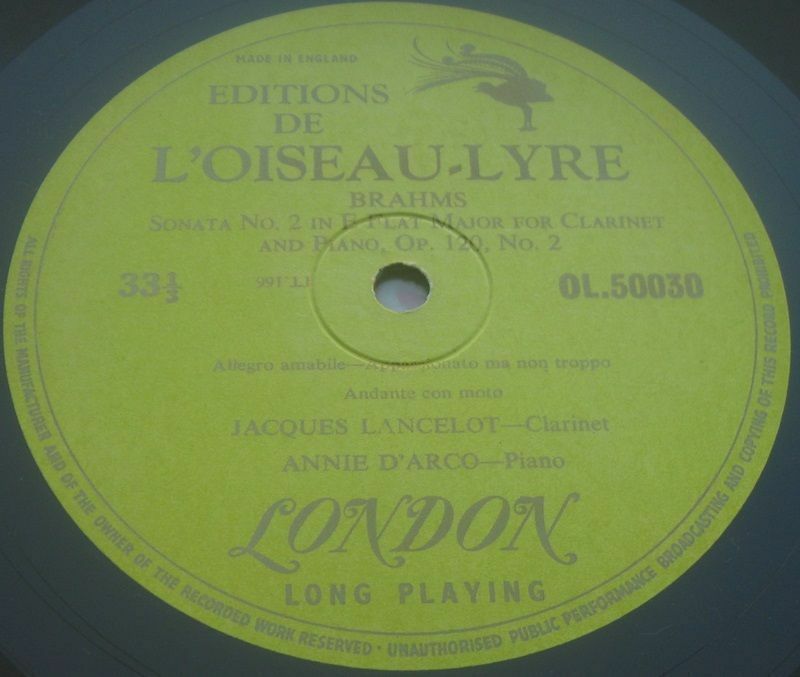 MADE IN ENGLAND
EDITIONS
DE
L'OISEAU-LYRE
BRAHMS
SONATA No. 2 IN E FLAT MAJOR FOR CLARINET
AND PIANO, Op. 120, No. 2
33⅓
OL.50030
Allegro amabile—Appassionato ma non troppo
Andante con moto
JACQUES LANCELOT—Clarinet
ANNIE D'ARCO—Piano
LONDON
LONG PLAYING
ALL RIGHTS OF THE MANUFACTURER AND OF THE OWNER OF THE RECORDED WORK RESERVED · UNAUTHORISED PUBLIC PERFORMANCE BROADCASTING AND COPYING OF THIS RECORD PROHIBITED